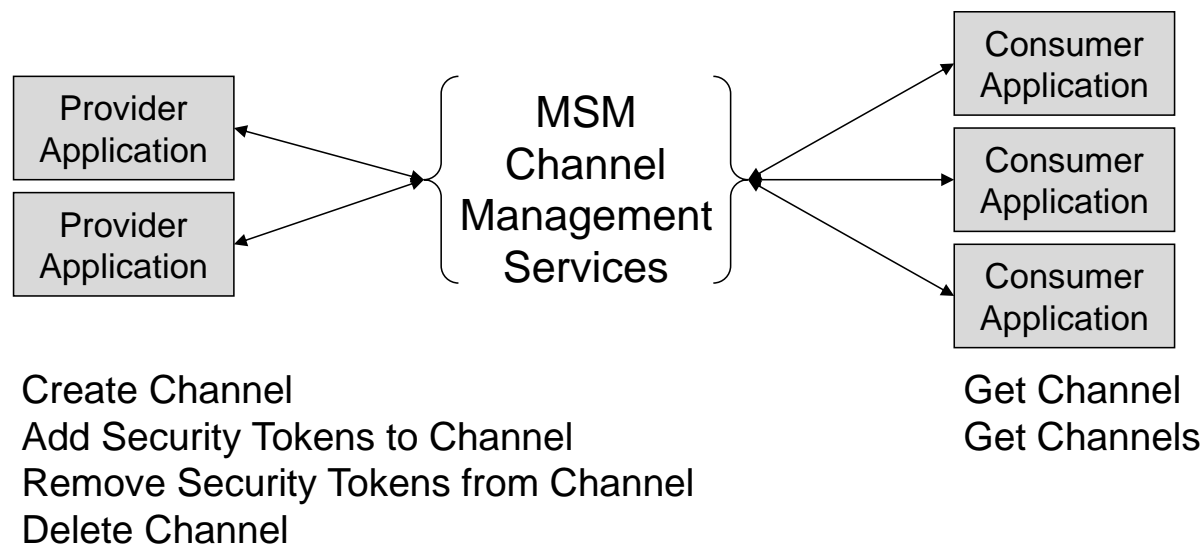 Provider
Application
Provider
Application
MSM
Channel
Management
Services
Consumer
Application
Consumer
Application
Consumer
Application
Create Channel
Add Security Tokens to Channel
Remove Security Tokens from Channel
Delete Channel
Get Channel
Get Channels